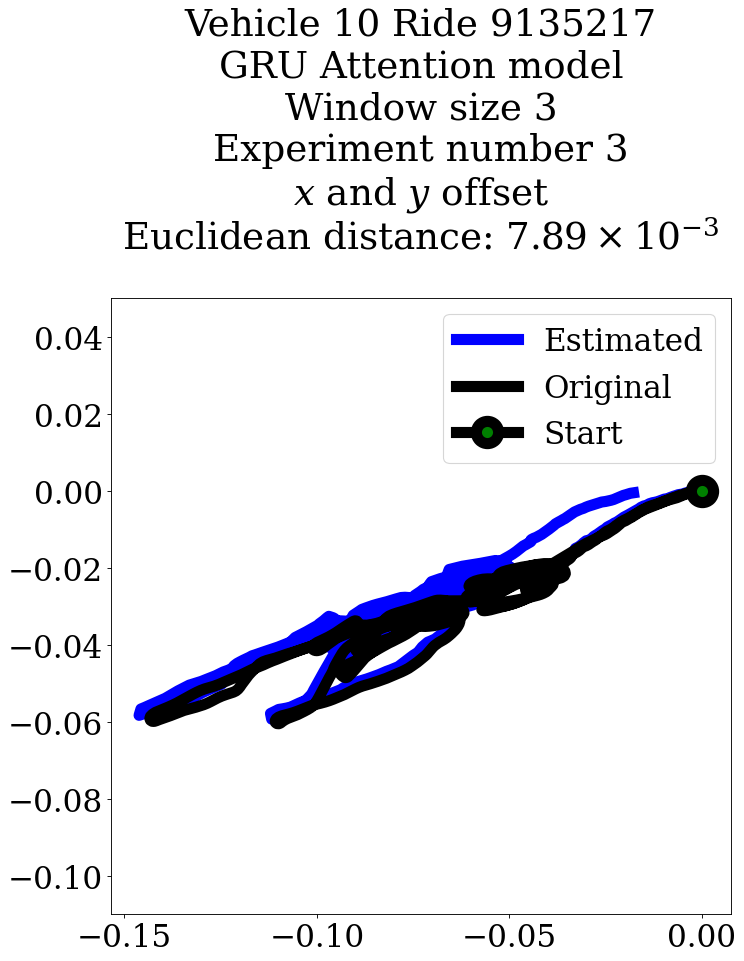 Vehicle 10 Ride 9135217
GRU Attention model
Window size 3
Experiment number 3
x and y offset
Euclidean distance: 7.89 × 10⁻³
Estimated
Original
Start
0.04
0.02
0.00
−0.02
−0.04
−0.06
−0.08
−0.10
−0.15
−0.10
−0.05
0.00